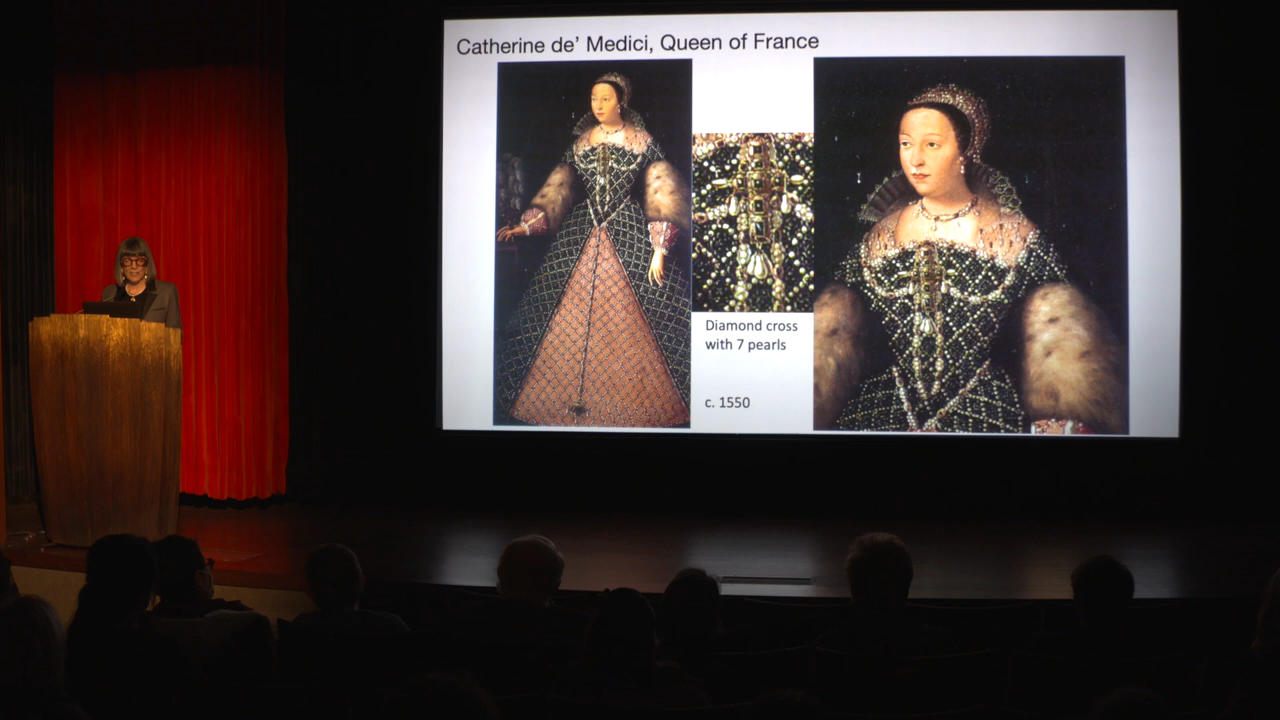 Catherine de’ Medici, Queen of France
Diamond cross
with 7 pearls
c. 1550